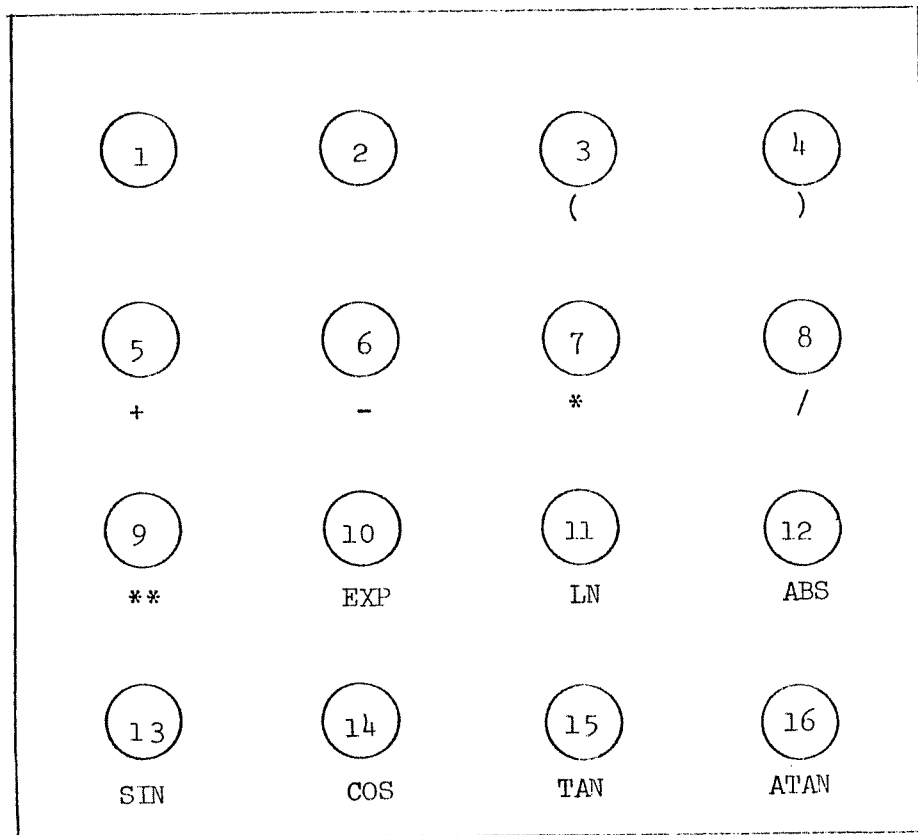 1 2 3 4
( )
5 6 7 8
+ - * /
9 10 11 12
** EXP LN ABS
13 14 15 16
SIN COS TAN ATAN